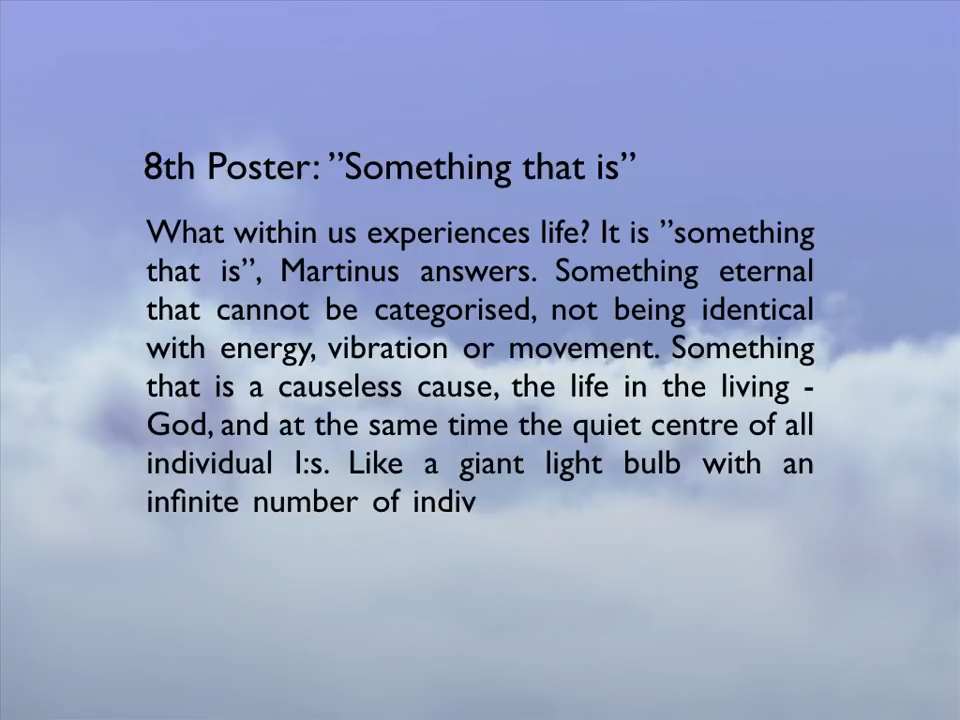 8th Poster: ”Something that is”
What within us experiences life? It is ”something
that is”, Martinus answers. Something eternal
that cannot be categorised, not being identical
with energy, vibration or movement. Something
that is a causeless cause, the life in the living -
God, and at the same time the quiet centre of all
individual I:s. Like a giant light bulb with an
infinite number of indiv